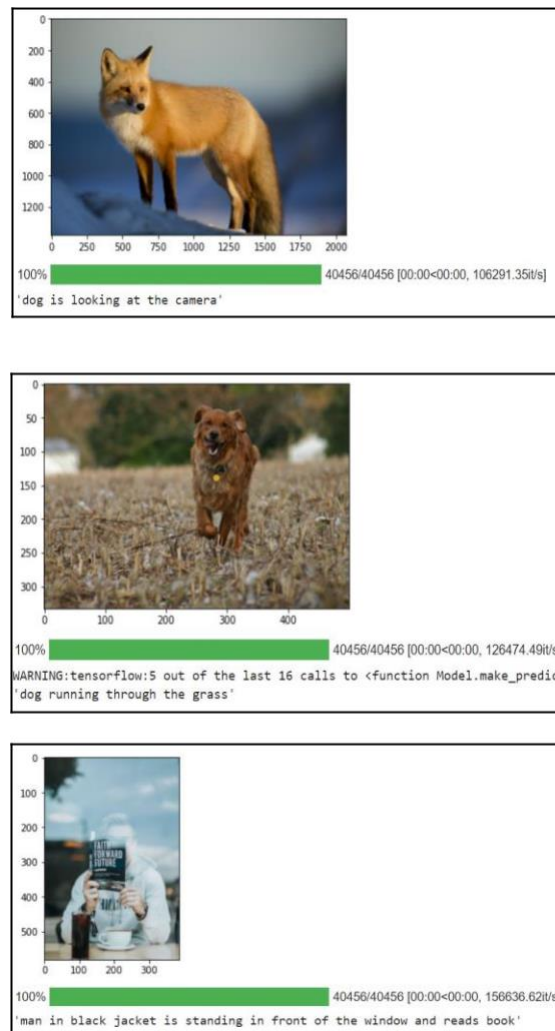 0
200
400
600
800
1000
1200
0 250 500 750 1000 1250 1500 1750 2000
100% 40456/40456 [00:00<00:00, 106291.35it/s]
'dog is looking at the camera'
0
50
100
150
200
250
300
0 100 200 300 400
100% 40456/40456 [00:00<00:00, 126474.49it/s
WARNING:tensorflow:5 out of the last 16 calls to <function Model.make_predic
'dog running through the grass'
0
100
200
300
400
500
FAITH
FORWARD
FUTURE
0 100 200 300
100% 40456/40456 [00:00<00:00, 156636.62it/s
'man in black jacket is standing in front of the window and reads book'